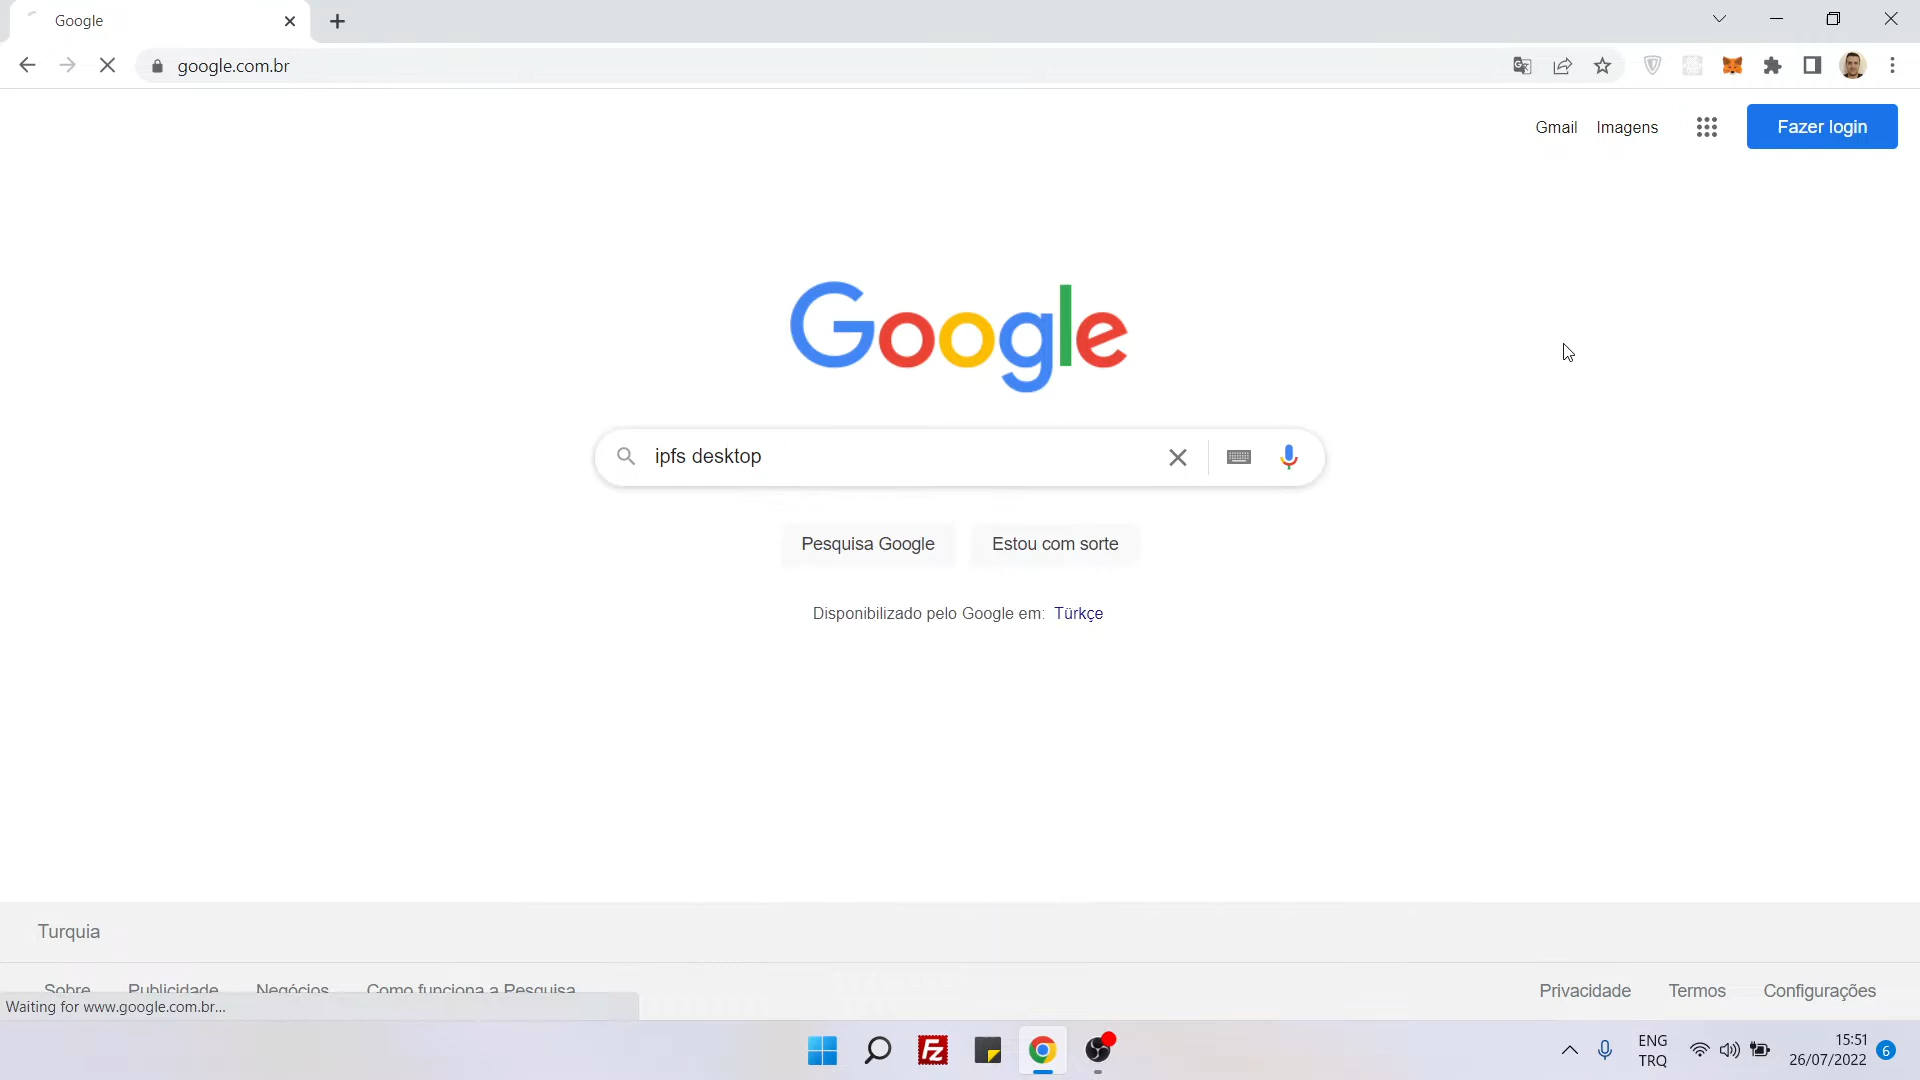 Google
google.com.br
Gmail Imagens Fazer login
Google
ipfs desktop
Pesquisa Google Estou com sorte
Disponibilizado pelo Google em: Türkçe
Turquia
Sobre Publicidade Negócios Como funciona a Pesquisa Privacidade Termos Configurações
Waiting for www.google.com.br...
Fz
ENG 15:51
TRQ 26/07/2022 6